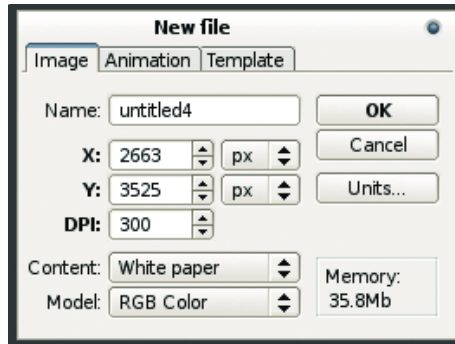 New file
Image Animation Template
Name: untitled4 OK
Cancel
X: 2663 px
Y: 3525 px Units...
DPI: 300
Content: White paper
Model: RGB Color
Memory:
35.8Mb